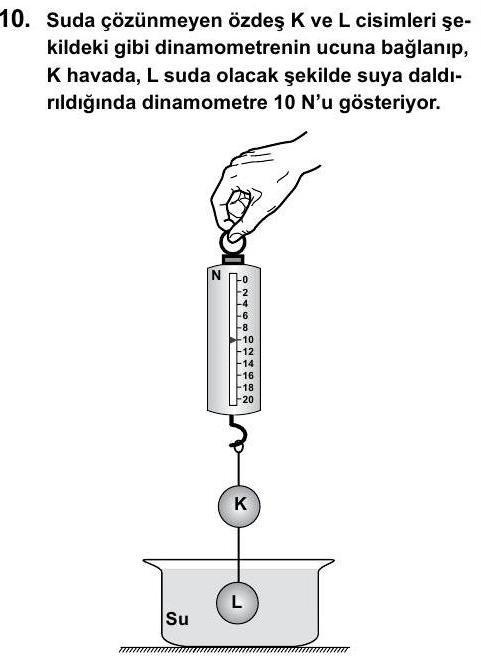 10. Suda çözünmeyen özdeş K ve L cisimleri şe-
kildeki gibi dinamometrenin ucuna bağlanıp,
K havada, L suda olacak şekilde suya daldı-
rıldığında dinamometre 10 N’u gösteriyor.
N
0
2
4
6
8
10
12
14
16
18
20
K
L
Su